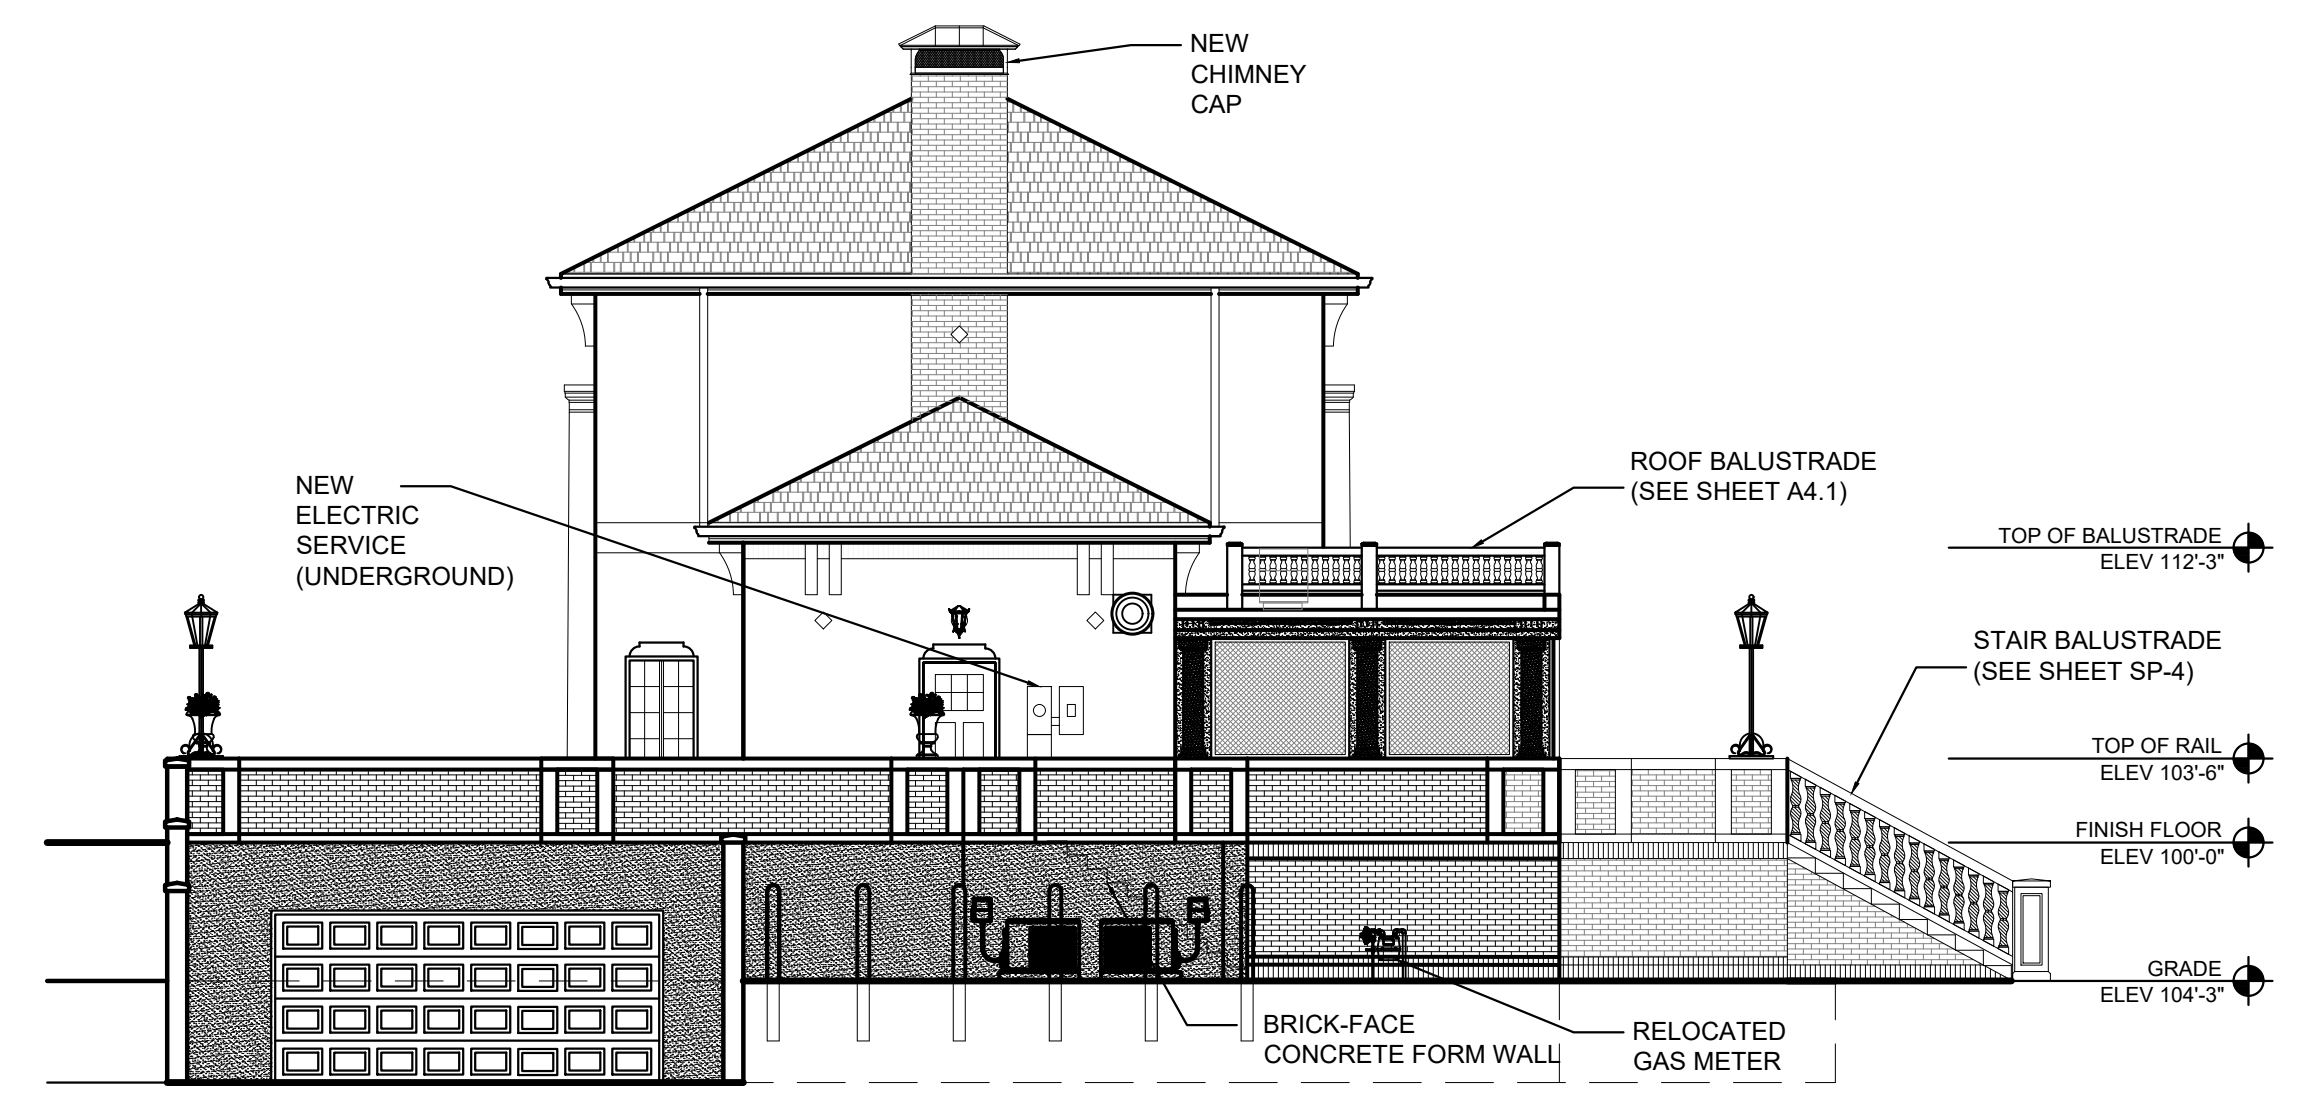 NEW
CHIMNEY
CAP
ROOF BALUSTRADE
(SEE SHEET A4.1)
NEW
ELECTRIC
SERVICE
(UNDERGROUND)
TOP OF BALUSTRADE
ELEV 112'-3"
STAIR BALUSTRADE
(SEE SHEET SP-4)
TOP OF RAIL
ELEV 103'-6"
FINISH FLOOR
ELEV 100'-0"
GRADE
ELEV 104'-3"
BRICK-FACE
CONCRETE FORM WALL
RELOCATED
GAS METER